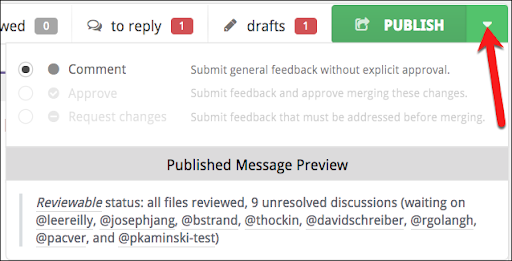 wed 0 to reply 1 drafts 1 PUBLISH
Comment Submit general feedback without explicit approval.
Approve Submit feedback and approve merging these changes.
Request changes Submit feedback that must be addressed before merging.
Published Message Preview
Reviewable status: all files reviewed, 9 unresolved discussions (waiting on
@leereilly, @josephjang, @bstrand, @thockin, @davidschreiber, @rgolangh,
@pacver, and @pkaminski-test)